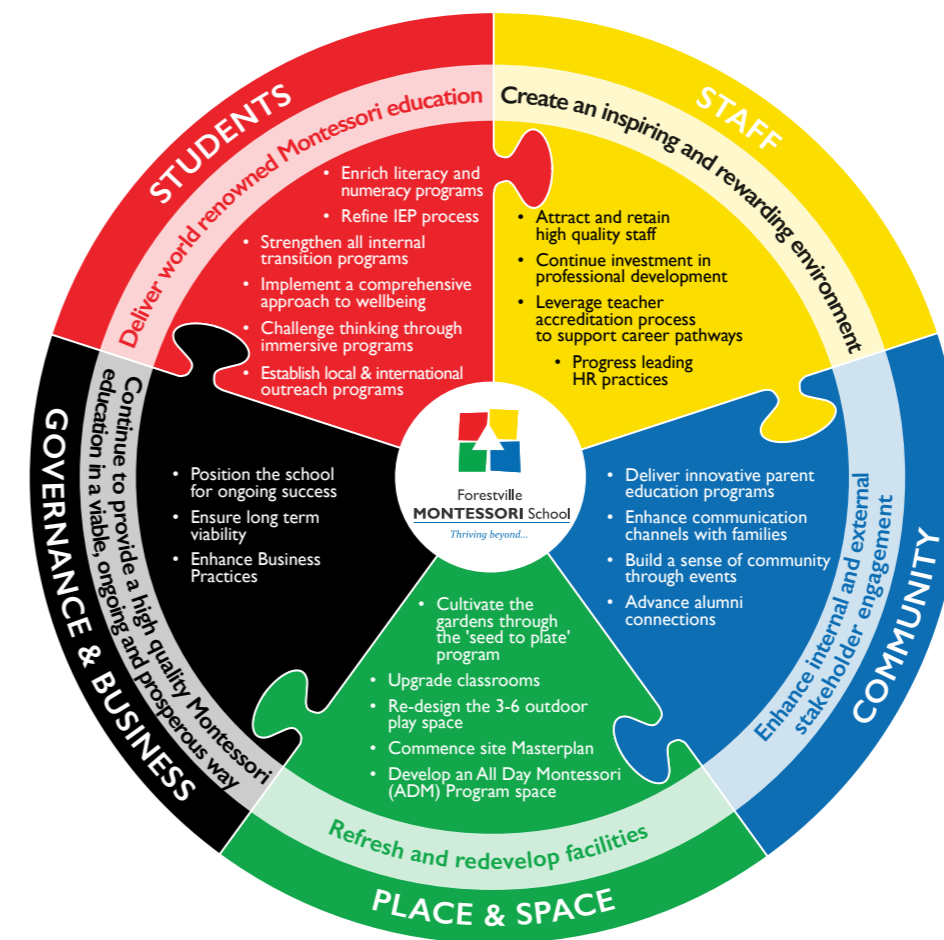 STUDENTS
Deliver world renowned Montessori education
• Enrich literacy and
numeracy programs
• Refine IEP process
• Strengthen all internal
transition programs
• Implement a comprehensive
approach to wellbeing
• Challenge thinking through
immersive programs
• Establish local & international
outreach programs
STAFF
Create an inspiring and rewarding environment
• Attract and retain
high quality staff
• Continue investment in
professional development
• Leverage teacher
accreditation process
to support career pathways
• Progress leading
HR practices
COMMUNITY
Enhance internal and external
stakeholder engagement
• Deliver innovative parent
education programs
• Enhance communication
channels with families
• Build a sense of community
through events
• Advance alumni
connections
PLACE & SPACE
Refresh and redevelop facilities
• Cultivate the
gardens through
the 'seed to plate'
program
• Upgrade classrooms
• Re-design the 3-6 outdoor
play space
• Commence site Masterplan
• Develop an All Day Montessori
(ADM) Program space
GOVERNANCE & BUSINESS
Continue to provide a high quality Montessori
education in a viable, ongoing and prosperous way
• Position the school
for ongoing success
• Ensure long term
viability
• Enhance Business
Practices
Forestville
MONTESSORI School
Thriving beyond...